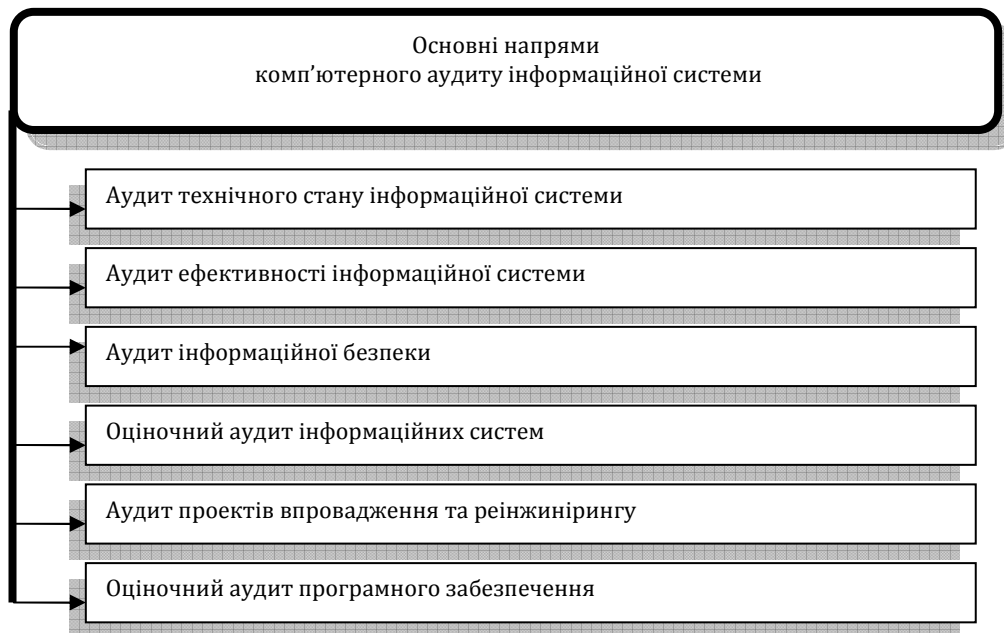 Основні напрями
комп’ютерного аудиту інформаційної системи
Аудит технічного стану інформаційної системи
Аудит ефективності інформаційної системи
Аудит інформаційної безпеки
Оціночний аудит інформаційних систем
Аудит проектів впровадження та реінжинірингу
Оціночний аудит програмного забезпечення